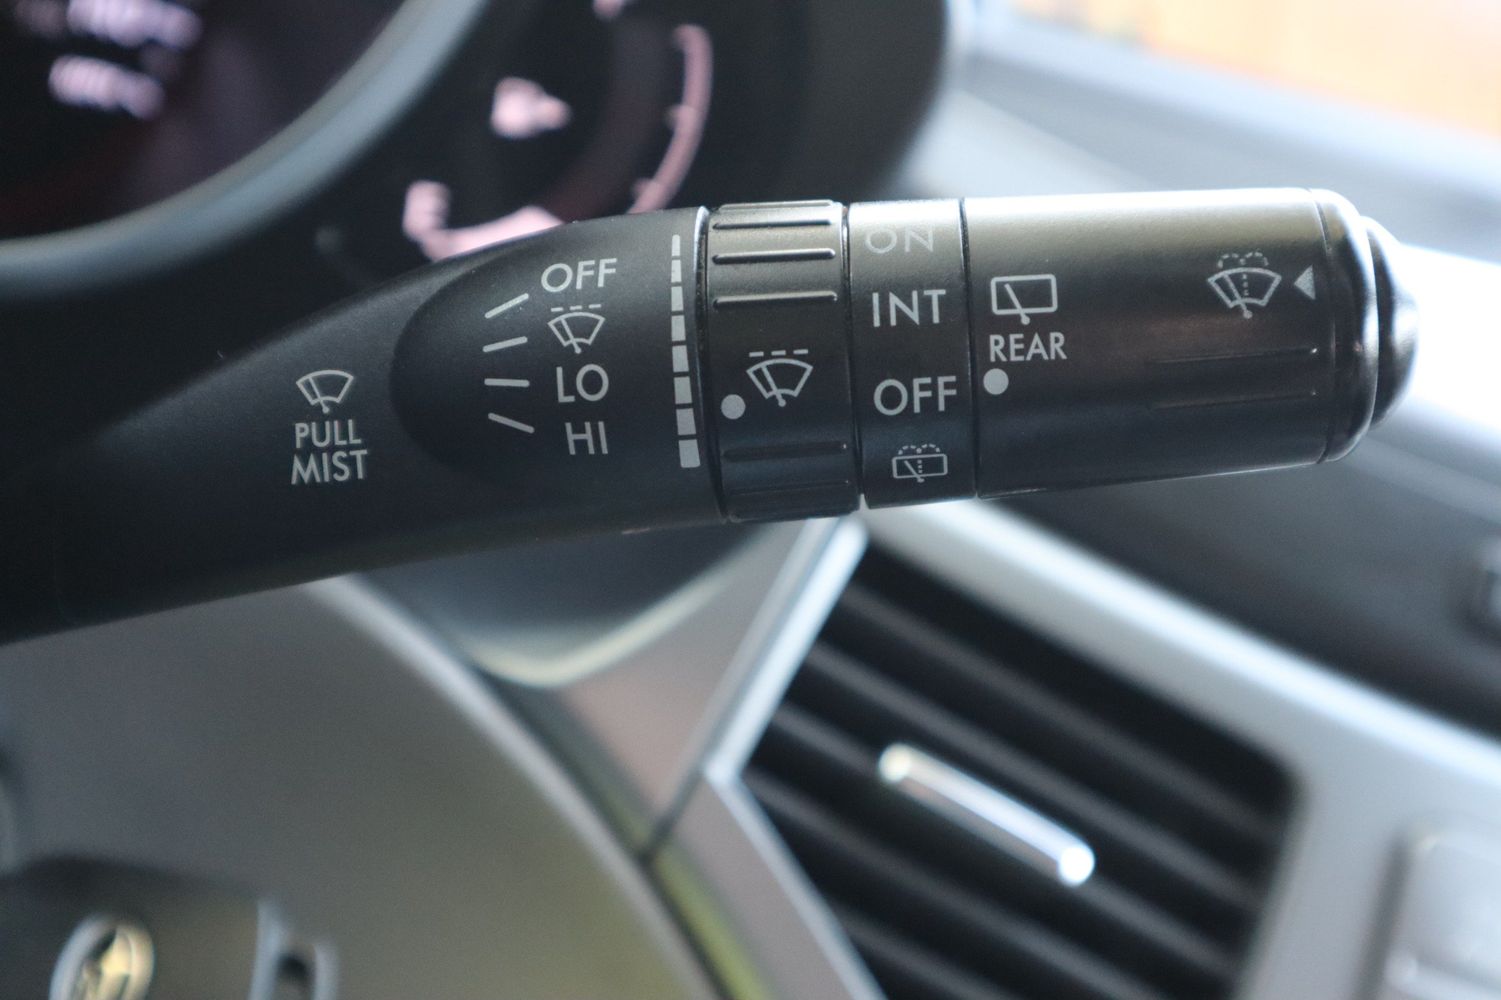 OFF
LO
HI
PULL
MIST
ON
INT
OFF
REAR